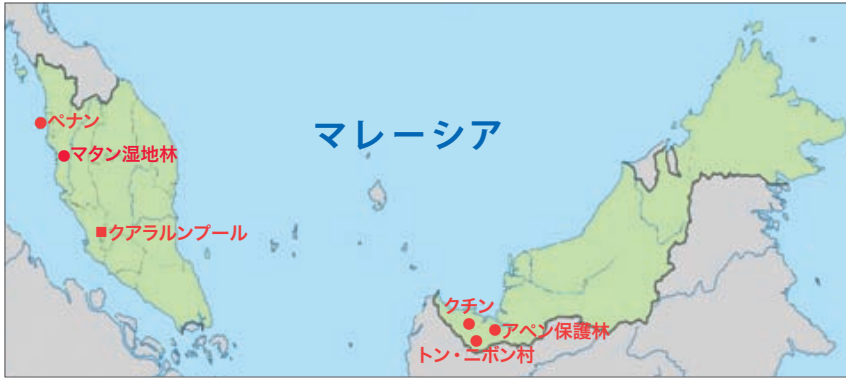 マレーシア
ペナン
マタン湿地林
クアラルンプール
クチン
アペン保護林
トン・ニボン村